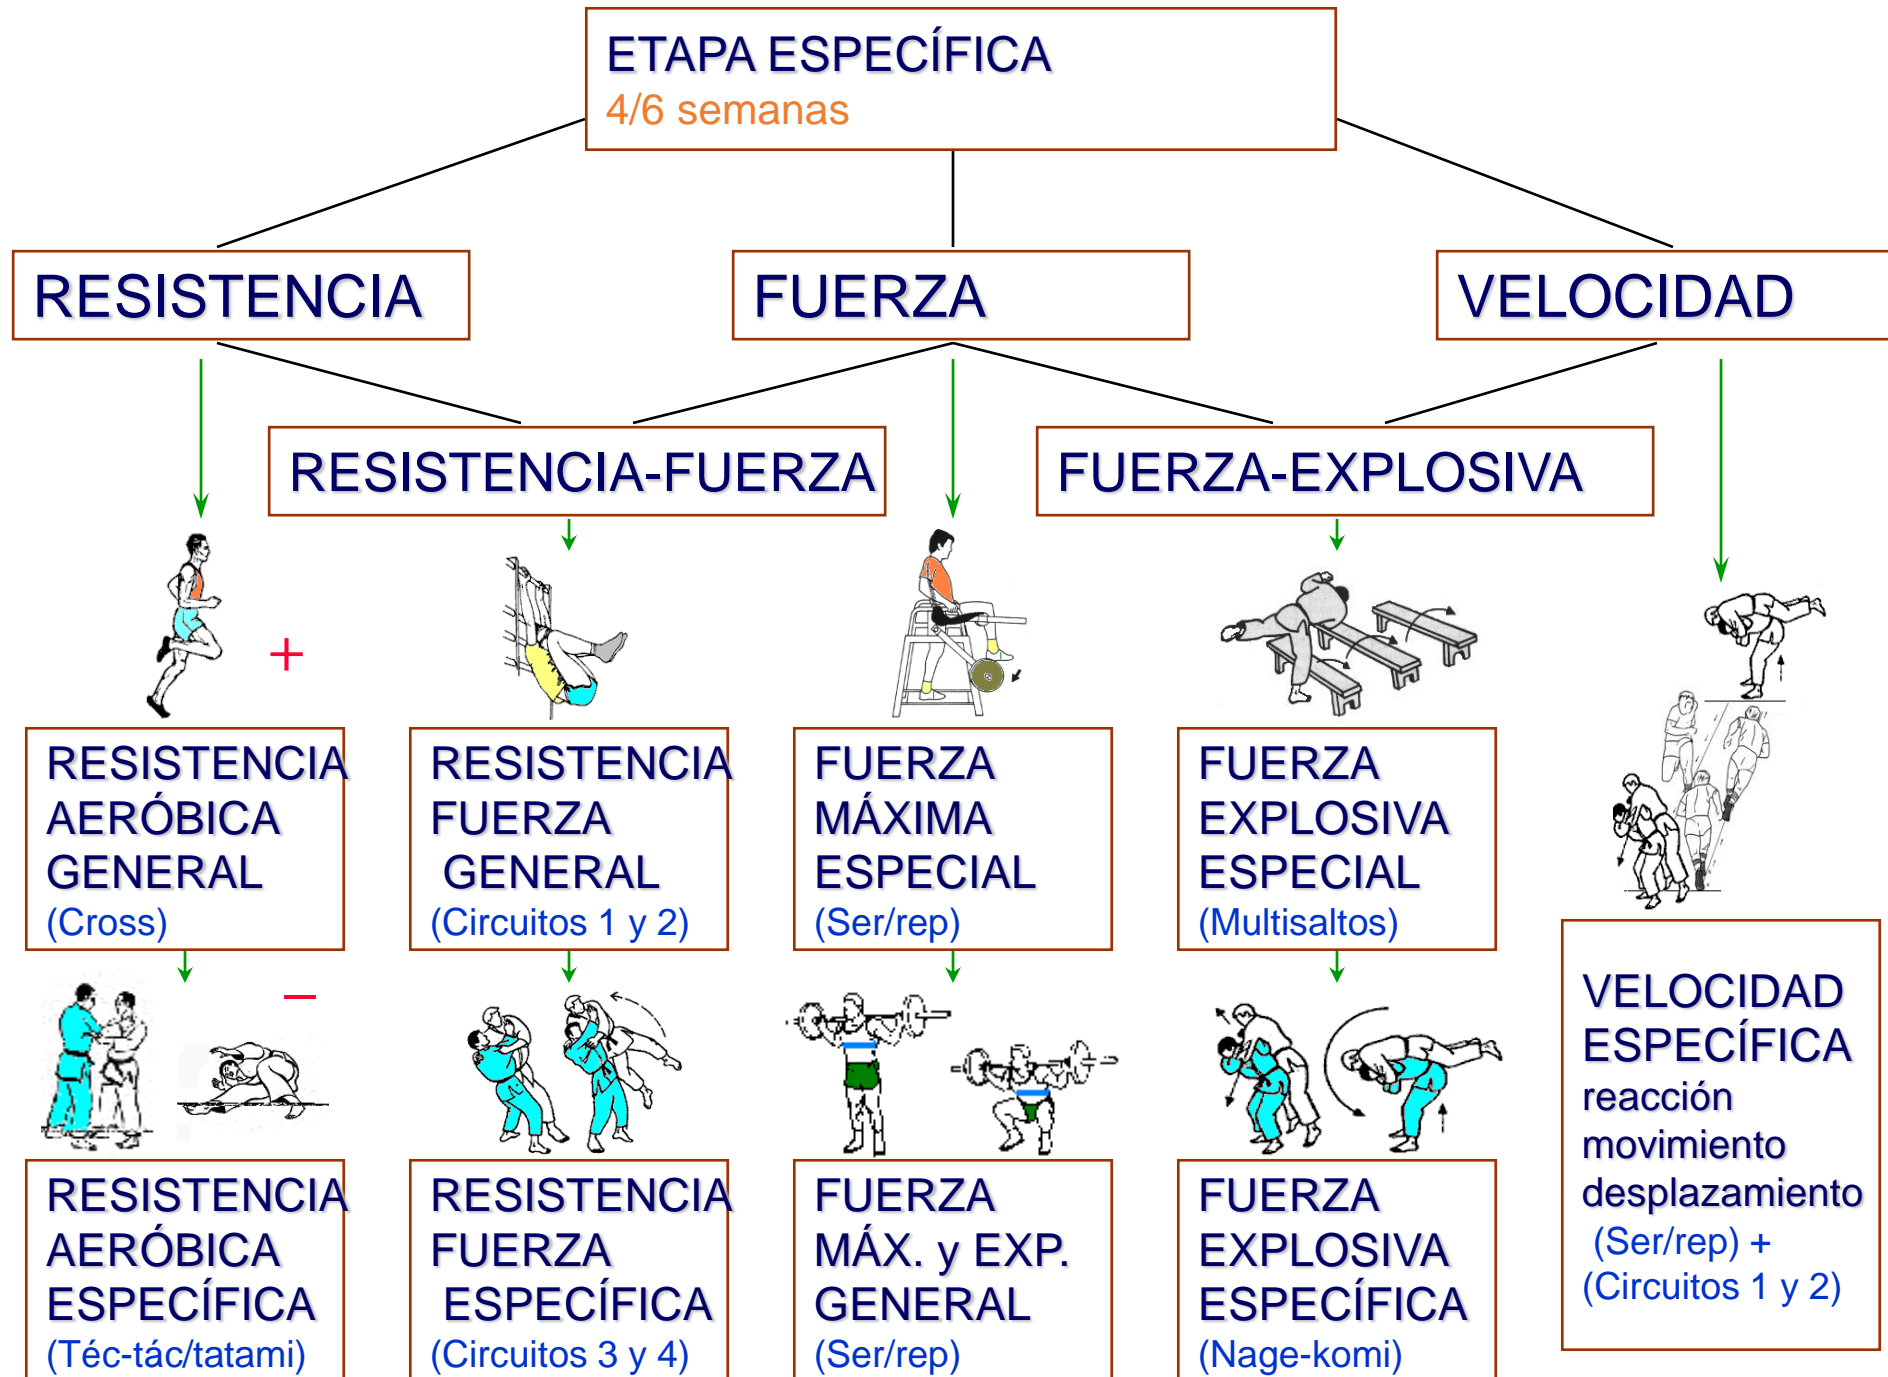 ETAPA ESPECÍFICA
4/6 semanas
RESISTENCIA
FUERZA
VELOCIDAD
RESISTENCIA-FUERZA
FUERZA-EXPLOSIVA
+
RESISTENCIA
AERÓBICA
GENERAL
(Cross)
RESISTENCIA
FUERZA
GENERAL
(Circuitos 1 y 2)
FUERZA
MÁXIMA
ESPECIAL
(Ser/rep)
FUERZA
EXPLOSIVA
ESPECIAL
(Multisaltos)
–
RESISTENCIA
AERÓBICA
ESPECÍFICA
(Téc-tác/tatami)
RESISTENCIA
FUERZA
ESPECÍFICA
(Circuitos 3 y 4)
FUERZA
MÁX. y EXP.
GENERAL
(Ser/rep)
FUERZA
EXPLOSIVA
ESPECÍFICA
(Nage-komi)
VELOCIDAD
ESPECÍFICA
reacción
movimiento
desplazamiento
(Ser/rep) +
(Circuitos 1 y 2)